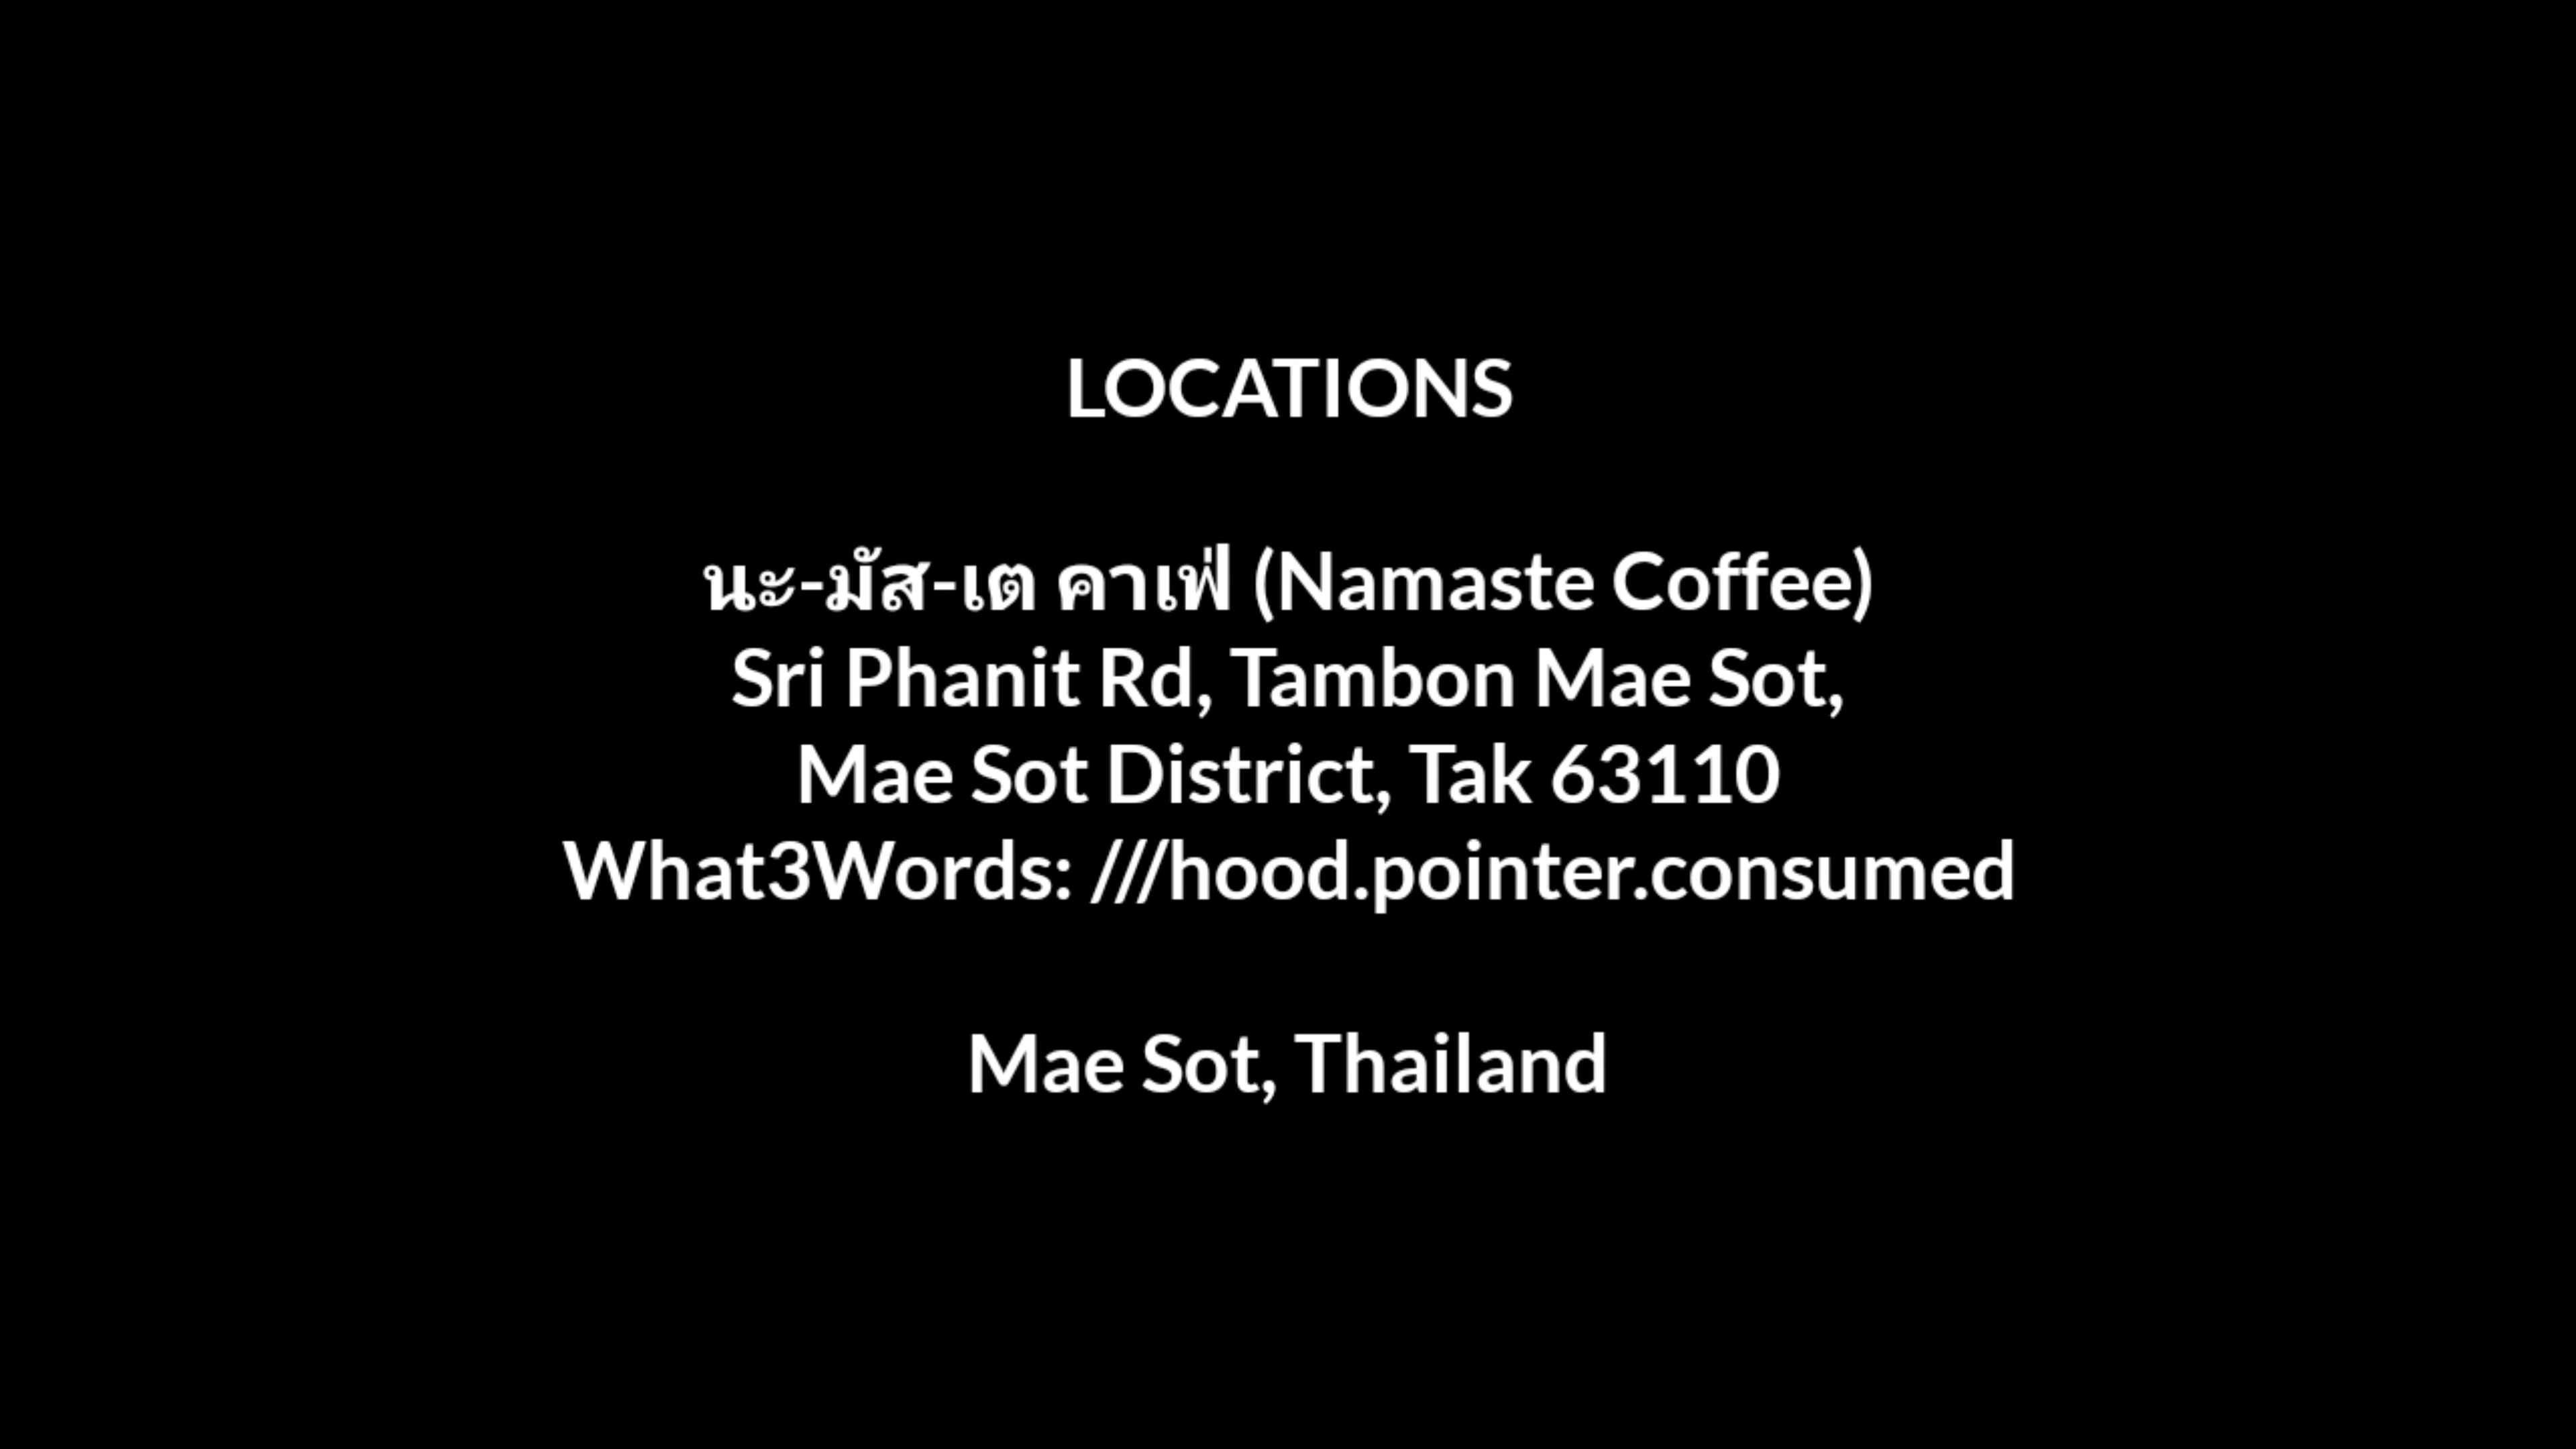 LOCATIONS
นะ-มัส-เต คาเฟ่ (Namaste Coffee)
Sri Phanit Rd, Tambon Mae Sot,
Mae Sot District, Tak 63110
What3Words: ///hood.pointer.consumed
Mae Sot, Thailand